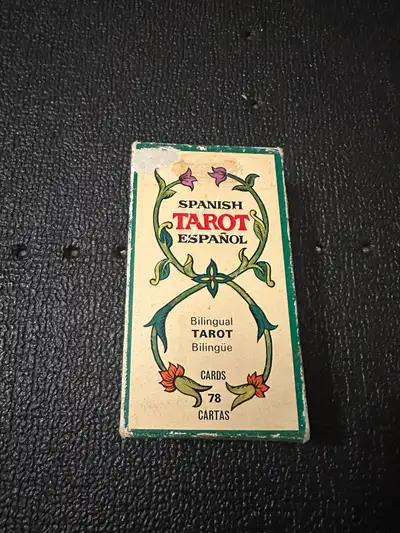 SPANISH
TAROT
ESPAÑOL
Bilingual
TAROT
Bilingüe
CARDS
78
CARTAS